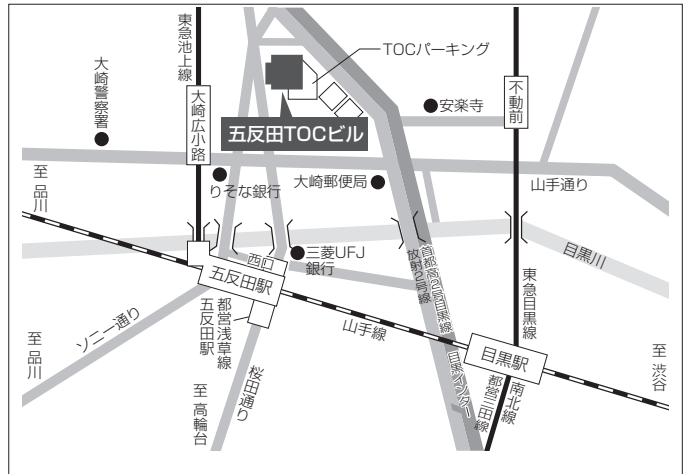 東急池上線
大崎警察署
大崎広小路
TOCパーキング
安楽寺
不動前
五反田TOCビル
至 品川
りそな銀行
大崎郵便局
山手通り
西口
三菱UFJ
銀行
目黒川
五反田駅
首都高2号目黒線
放射2号線
東急目黒線
ソニー通り
都営浅草線
五反田駅
山手線
目黒駅
至 品川
至 渋谷
桜田通り
至 高輪台
目黒インター
南北線
都営三田線